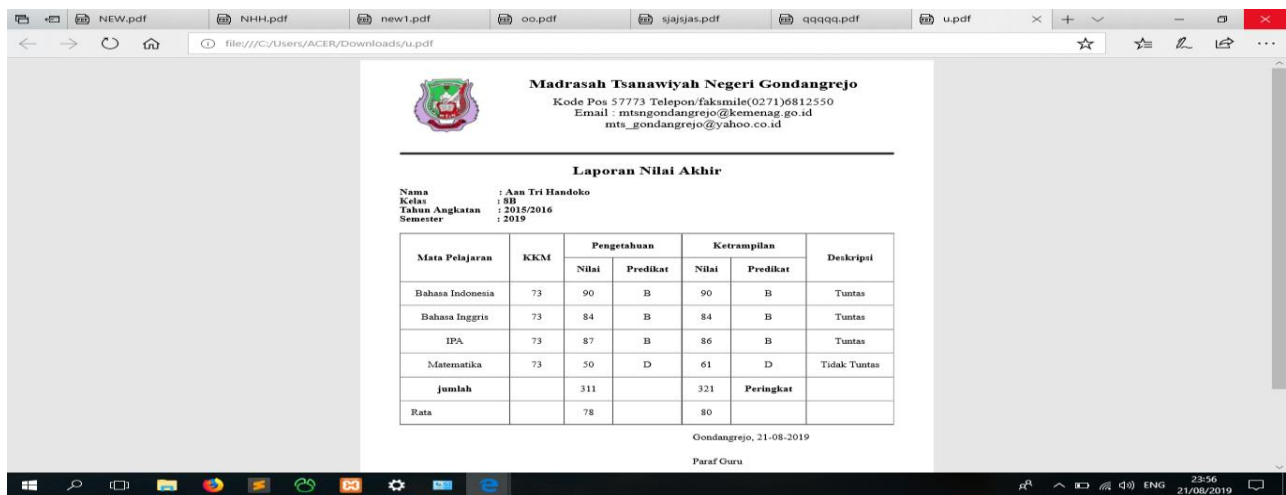 NEW.pdf NHH.pdf new1.pdf oo.pdf sjajsjas.pdf qqqqq.pdf u.pdf
file:///C:/Users/ACER/Downloads/u.pdf
Madrasah Tsanawiyah Negeri Gondangrejo
Kode Pos 57773 Telepon/faksmile(0271)6812550
Email : mtsngondangrejo@kemenag.go.id
mts_gondangrejo@yahoo.co.id
Laporan Nilai Akhir
Nama : Aan Tri Handoko
Kelas : 8B
Tahun Angkatan : 2015/2016
Semester : 2019
Mata Pelajaran KKM Pengetahuan Ketrampilan Deskripsi
Nilai Predikat Nilai Predikat
Bahasa Indonesia 73 90 B 90 B Tuntas
Bahasa Inggris 73 84 B 84 B Tuntas
IPA 73 87 B 86 B Tuntas
Matematika 73 50 D 61 D Tidak Tuntas
jumlah 311 321 Peringkat
Rata 78 80
Gondangrejo, 21-08-2019
Paraf Guru
ENG 23:56
21/08/2019